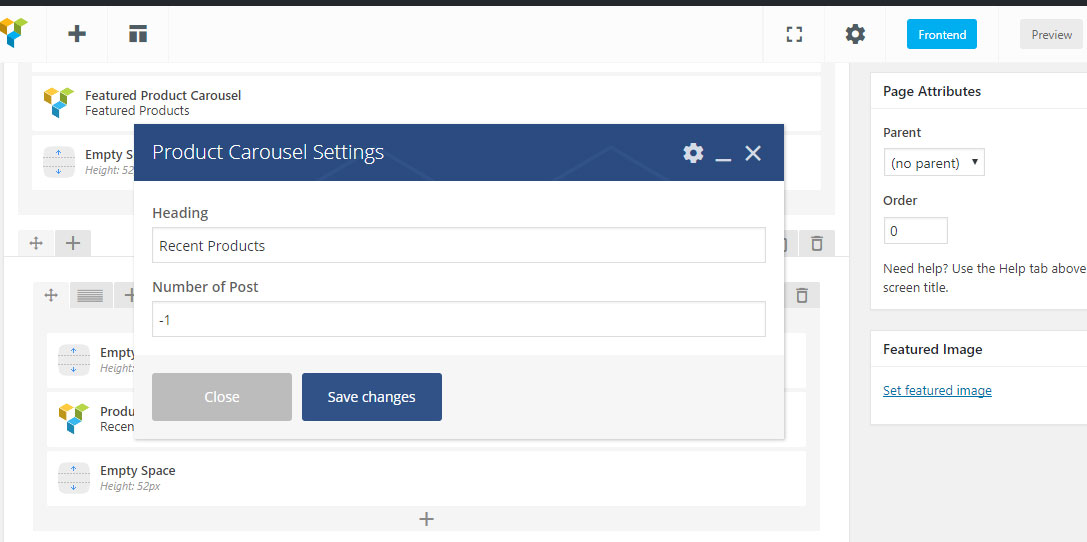 Frontend
Preview
Featured Product Carousel
Featured Products
Empty S
Height: 52
Product Carousel Settings
Heading
Recent Products
Number of Post
-1
Close
Save changes
Empty
Height:
Produ
Recen
Empty Space
Height: 52px
Page Attributes
Parent
(no parent)
Order
0
Need help? Use the Help tab above
screen title.
Featured Image
Set featured image